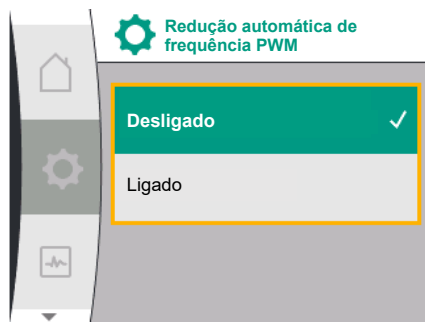 Redução automática de
frequência PWM
Desligado
Ligado